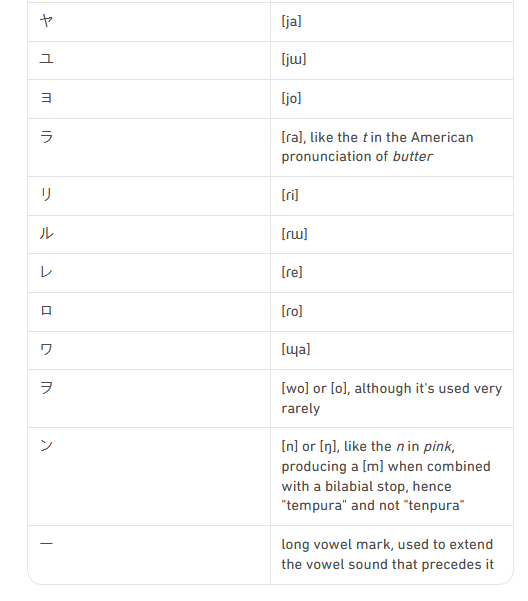 ヤ [ja]
ユ [jɯ]
ヨ [jo]
ラ [ɾa], like the t in the American
pronunciation of butter
リ [ɾi]
ル [ɾɯ]
レ [ɾe]
ロ [ɾo]
ワ [ɰa]
ヲ [wo] or [o], although it's used very
rarely
ン [n] or [ŋ], like the n in pink,
producing a [m] when combined
with a bilabial stop, hence
"tempura" and not "tenpura"
ー long vowel mark, used to extend
the vowel sound that precedes it